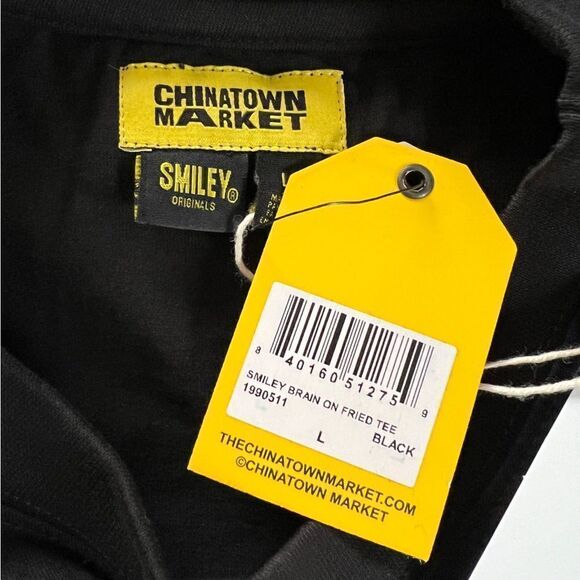 CHINATOWN
MARKET
SMILEY®
ORIGINALS
8 40160 51275 9
SMILEY BRAIN ON FRIED TEE
1990511
L BLACK
THECHINATOWNMARKET.COM
©CHINATOWN MARKET